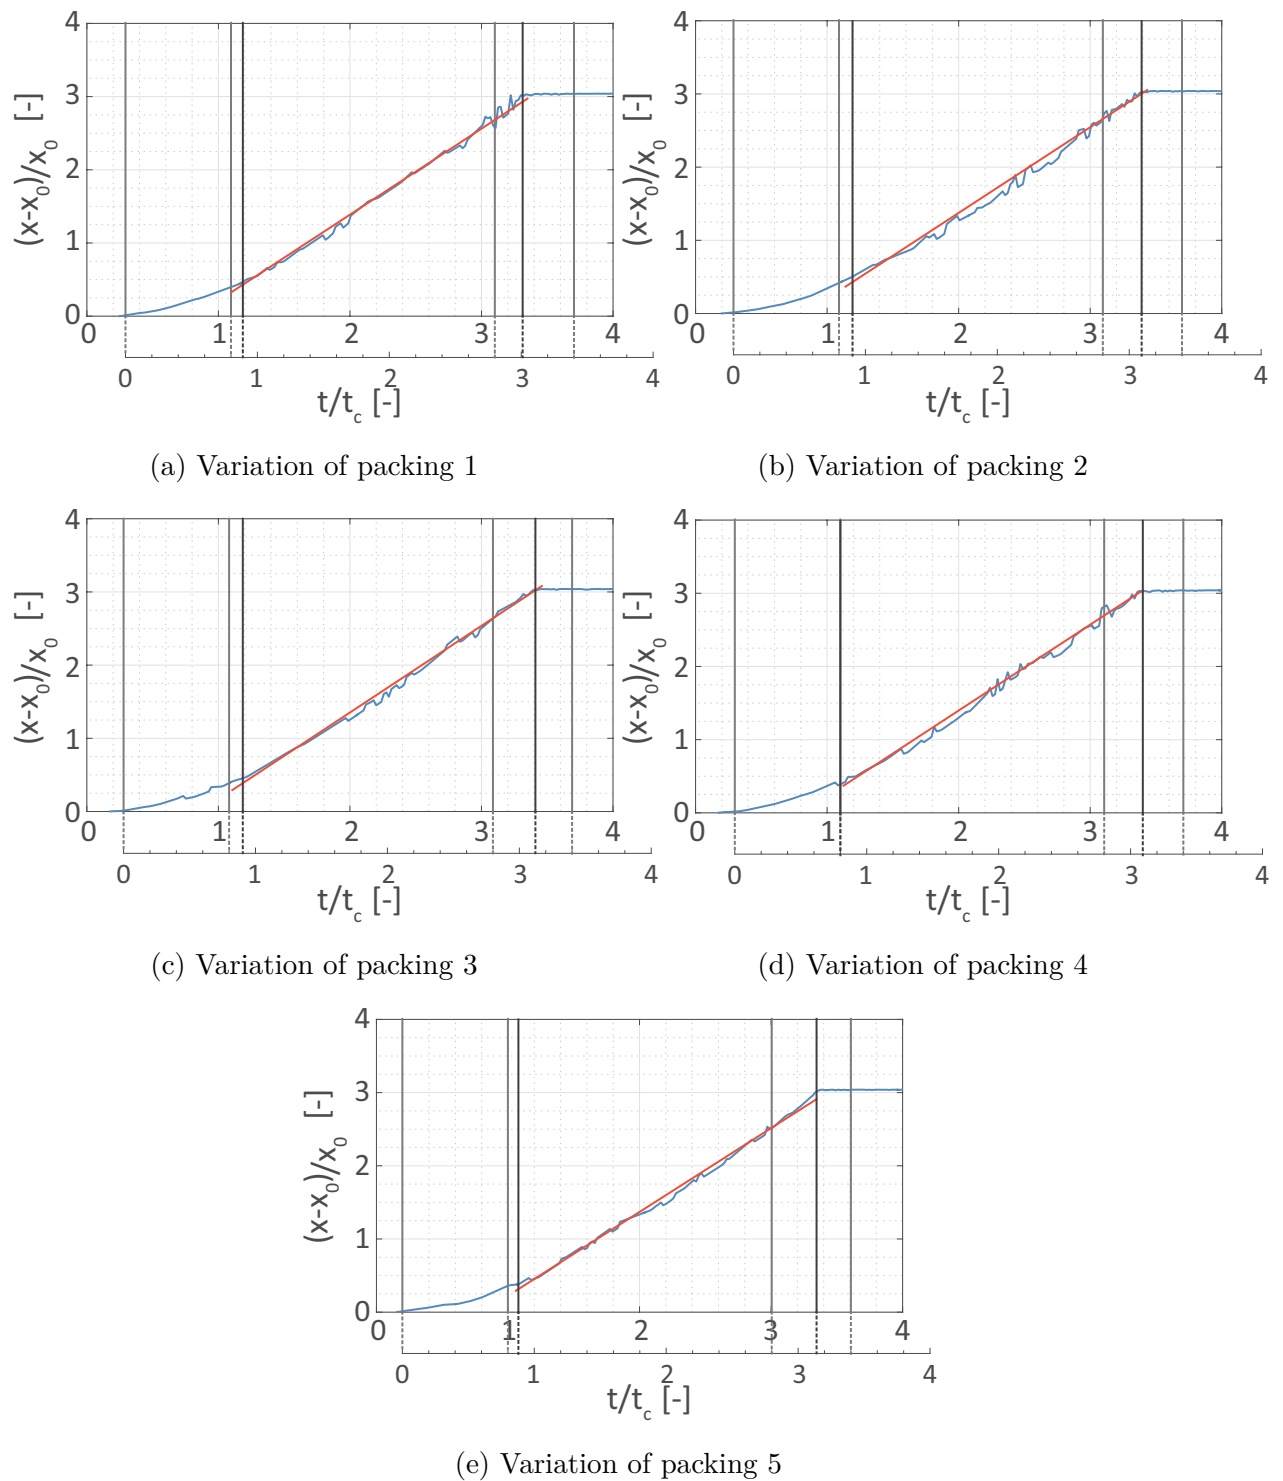 4 4
3 3
2 2
1 1
0 0
(x-x₀)/x₀ [-] (x-x₀)/x₀ [-]
0 1 2 3 4 0 1 2 3 4
0 1 2 3 4 0 1 2 3 4
t/t_c [-] t/t_c [-]
(a) Variation of packing 1 (b) Variation of packing 2
4 4
3 3
2 2
1 1
0 0
(x-x₀)/x₀ [-] (x-x₀)/x₀ [-]
0 1 2 3 4 0 1 2 3 4
0 1 2 3 4 0 1 2 3 4
t/t_c [-] t/t_c [-]
(c) Variation of packing 3 (d) Variation of packing 4
4
3
2
1
0
(x-x₀)/x₀ [-]
0 1 2 3 4
0 1 2 3 4
t/t_c [-]
(e) Variation of packing 5